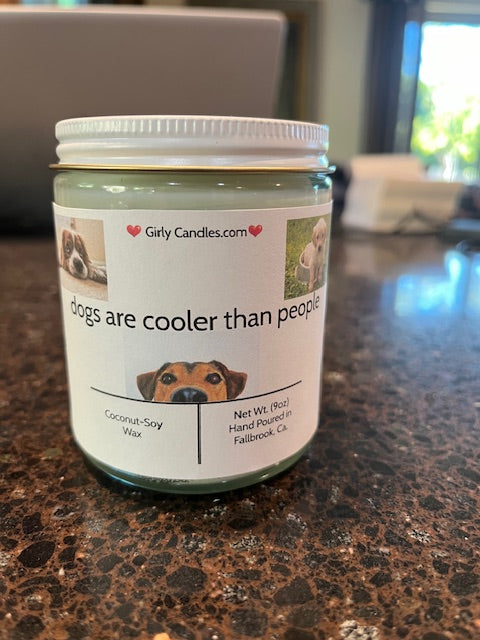 ❤ Girly Candles.com ❤
dogs are cooler than people
Coconut-Soy
Wax
Net Wt. (9oz)
Hand Poured in
Fallbrook, Ca.